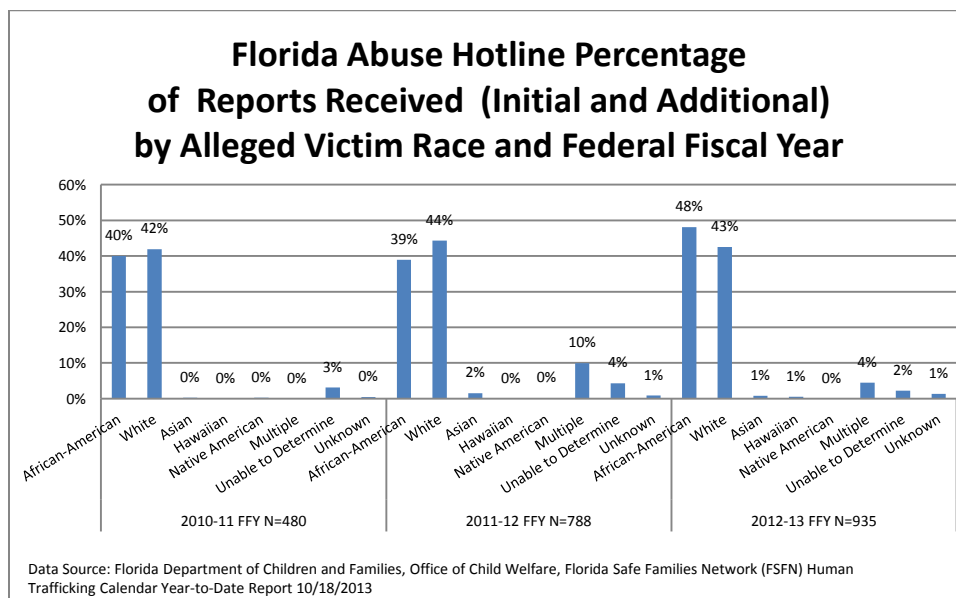 Florida Abuse Hotline Percentage
of Reports Received (Initial and Additional)
by Alleged Victim Race and Federal Fiscal Year
60%
50%
40%
30%
20%
10%
0%
40%
42%
0%
0%
0%
0%
3%
0%
39%
44%
2%
0%
0%
10%
4%
1%
48%
43%
1%
1%
0%
4%
2%
1%
African-American
White
Asian
Hawaiian
Native American
Multiple
Unable to Determine
Unknown
African-American
White
Asian
Hawaiian
Native American
Multiple
Unable to Determine
Unknown
African-American
White
Asian
Hawaiian
Native American
Multiple
Unable to Determine
Unknown
2010-11 FFY N=480
2011-12 FFY N=788
2012-13 FFY N=935
Data Source: Florida Department of Children and Families, Office of Child Welfare, Florida Safe Families Network (FSFN) Human
Trafficking Calendar Year-to-Date Report 10/18/2013